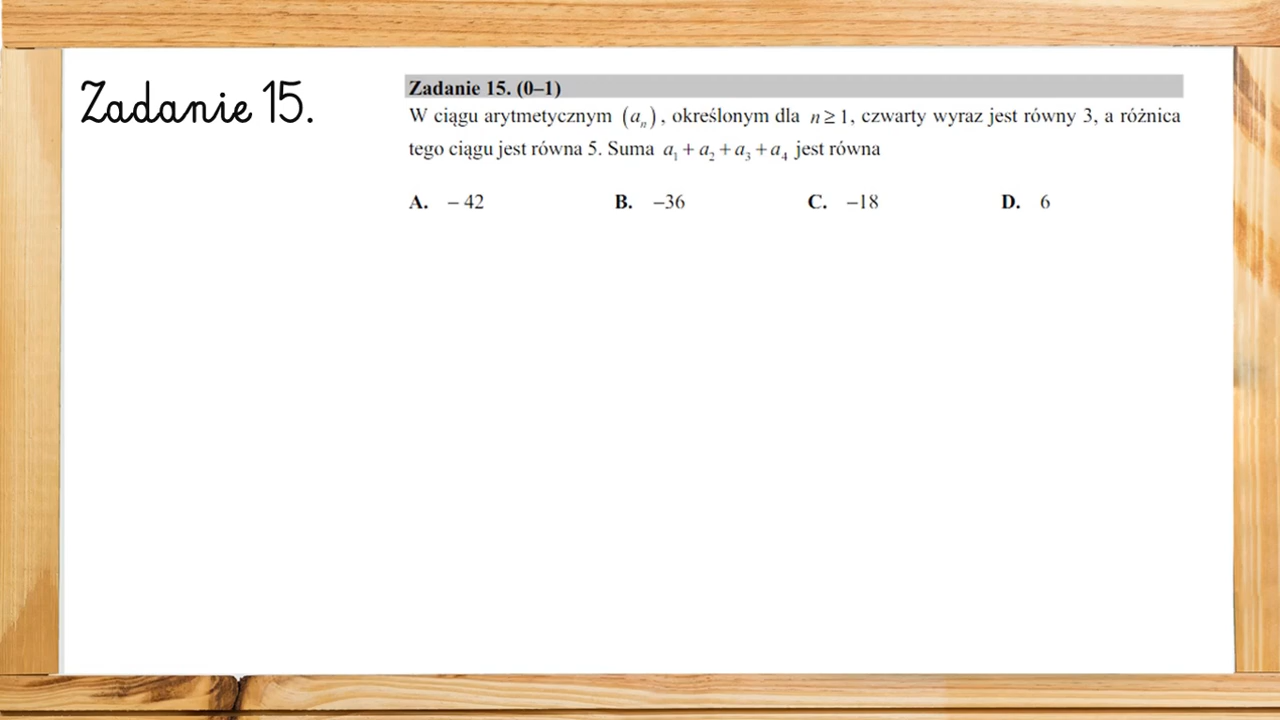 Zadanie 15.
Zadanie 15. (0–1)
W ciągu arytmetycznym (aₙ), określonym dla n ≥ 1, czwarty wyraz jest równy 3, a różnica
tego ciągu jest równa 5. Suma a₁ + a₂ + a₃ + a₄ jest równa
A. – 42 B. –36 C. –18 D. 6